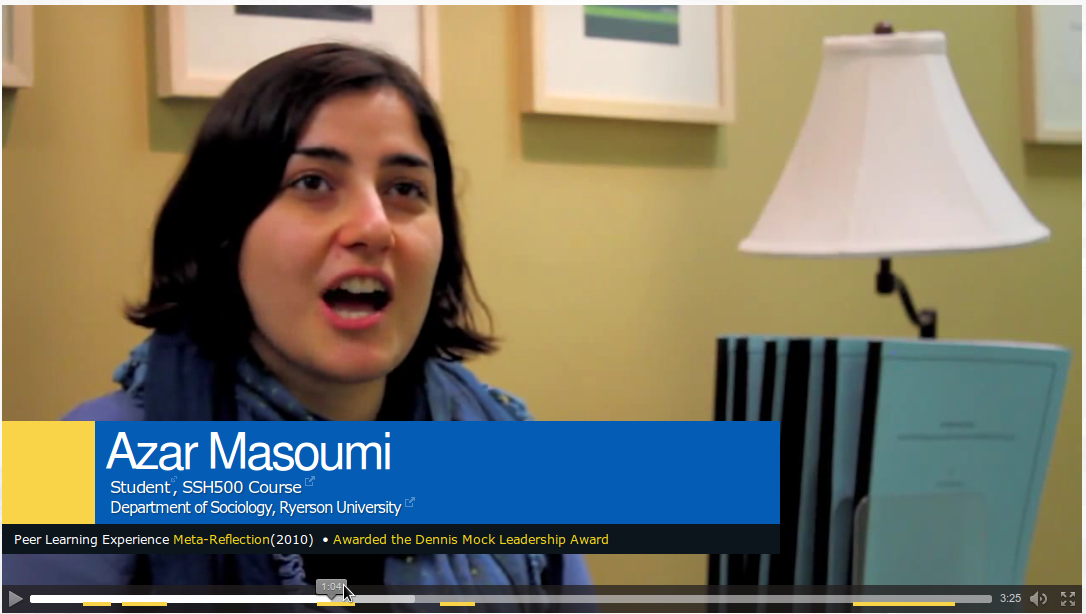 Azar Masoumi
Student, SSH500 Course
Department of Sociology, Ryerson University
Peer Learning Experience Meta-Reflection(2010) • Awarded the Dennis Mock Leadership Award
1:04
3:25